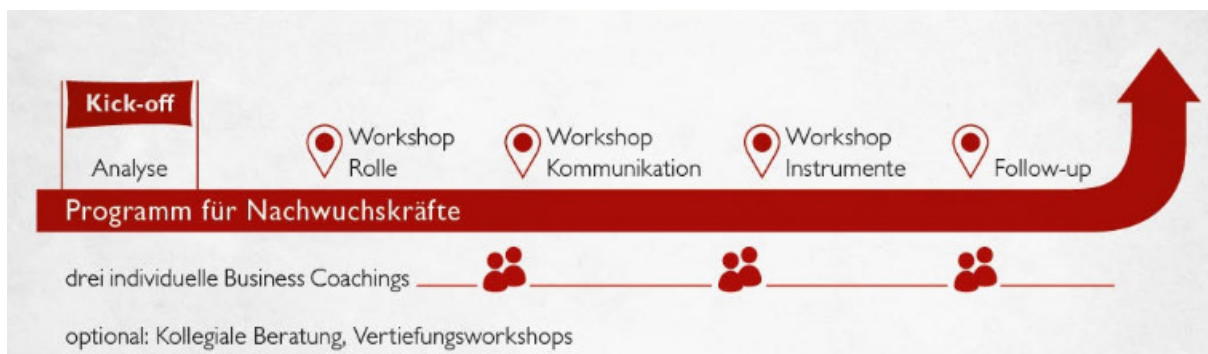 Kick-off
Analyse
Workshop
Rolle
Workshop
Kommunikation
Workshop
Instrumente
Follow-up
Programm für Nachwuchskräfte
drei individuelle Business Coachings
optional: Kollegiale Beratung, Vertiefungsworkshops